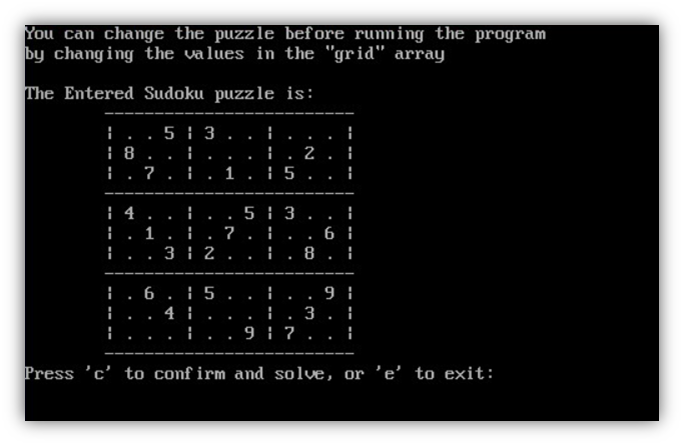 You can change the puzzle before running the program
by changing the values in the "grid" array
The Entered Sudoku puzzle is:
-------------------------
| . . 5 | 3 . . | . . . |
| 8 . . | . . . | . 2 . |
| . 7 . | . 1 . | 5 . . |
-------------------------
| 4 . . | . . 5 | 3 . . |
| . 1 . | . 7 . | . . 6 |
| . . 3 | 2 . . | . 8 . |
-------------------------
| . 6 . | 5 . . | . . 9 |
| . . 4 | . . . | . 3 . |
| . . . | . . 9 | 7 . . |
-------------------------
Press 'c' to confirm and solve, or 'e' to exit: